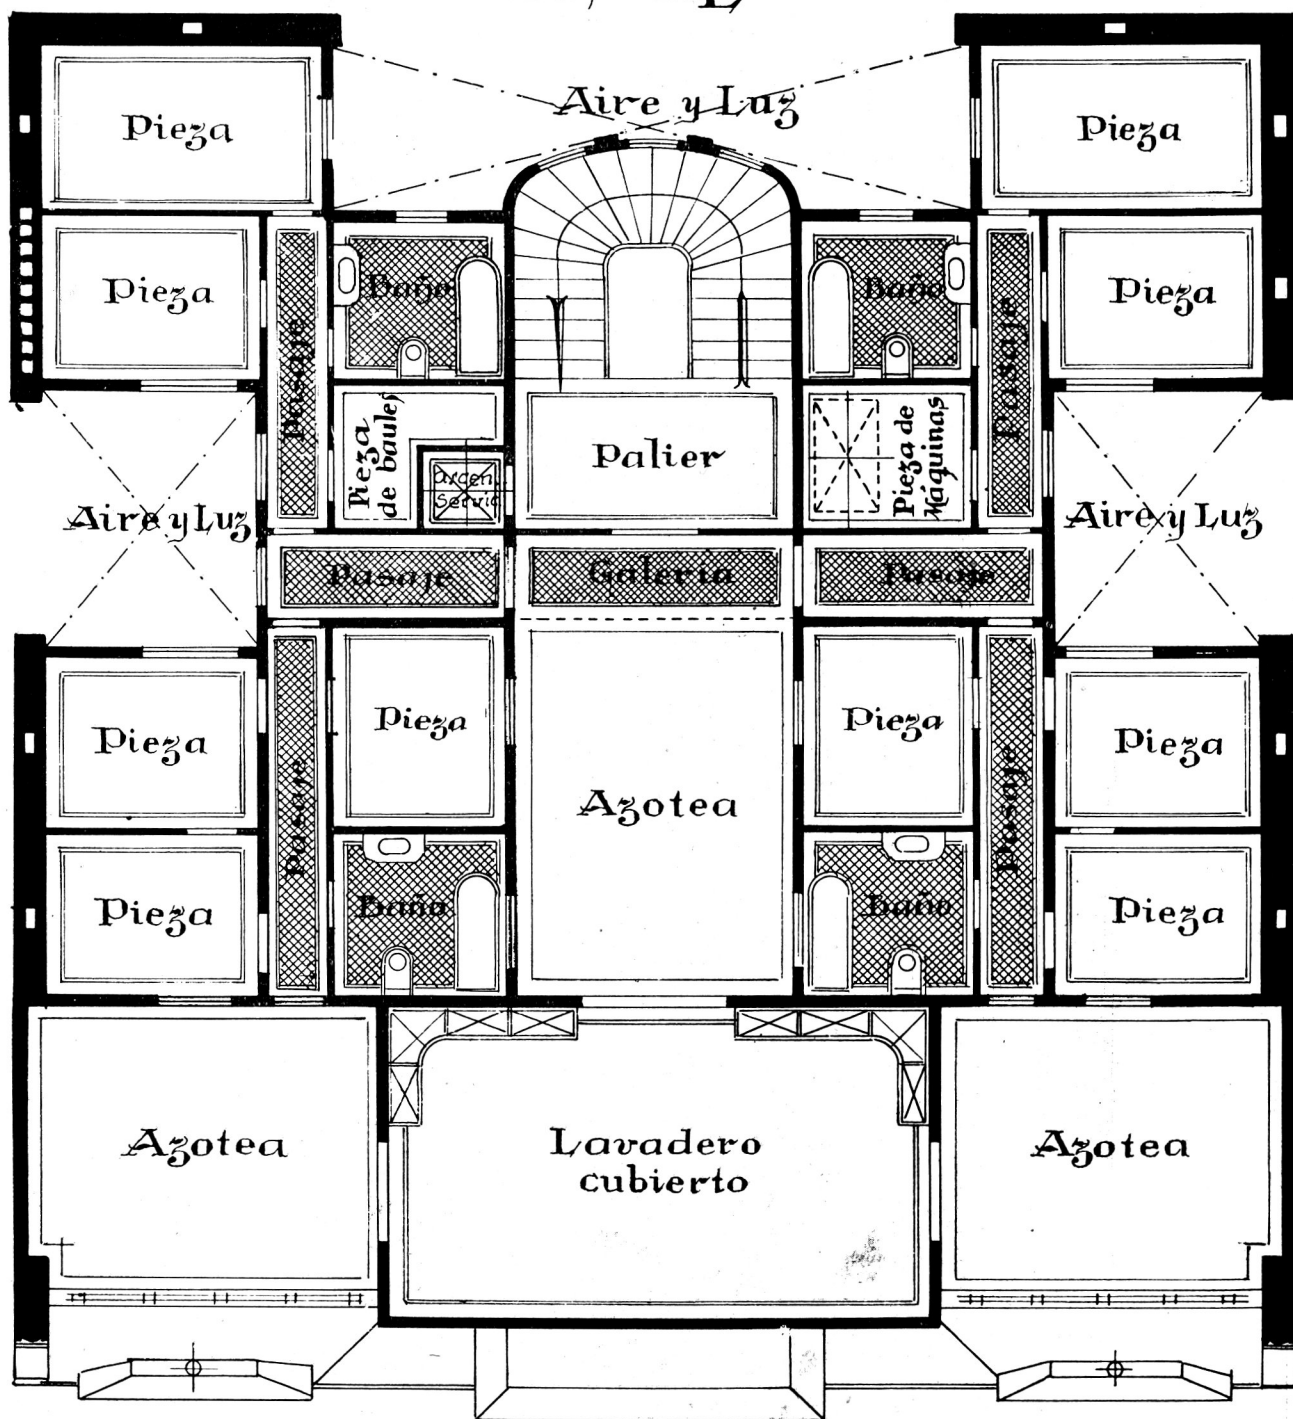 Aire y Luz
Pieza
Pieza
Pieza
Baño
Baño
Pieza
Pasaje
Pasaje
Pieza
de baules
Palier
Pieza de
Máquinas
Ascen.
Servic
Aire y Luz
Aire y Luz
Pasaje
Galeria
Pasaje
Pieza
Pieza
Pieza
Pieza
Pasaje
Azotea
Pasaje
Pieza
Baño
Baño
Pieza
Azotea
Lavadero
cubierto
Azotea